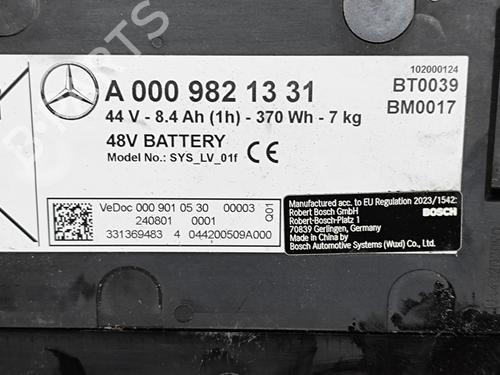 B-PARTS
102000124
A 000 982 13 31
BT0039
44 V - 8.4 Ah (1h) - 370 Wh - 7 kg
BM0017
48V BATTERY
Model No.: SYS_LV_01f CE
VeDoc 000 901 05 30 00003
240801 0001
Q01
331369483 4 044200509A000
Manufactured acc. to EU Regulation 2023/1542:
Robert Bosch GmbH
BOSCH
Robert-Bosch-Platz 1
70839 Gerlingen, Germany
Manufactured by:
Bosch Automotive Systems (Wuxi) Co., Ltd.